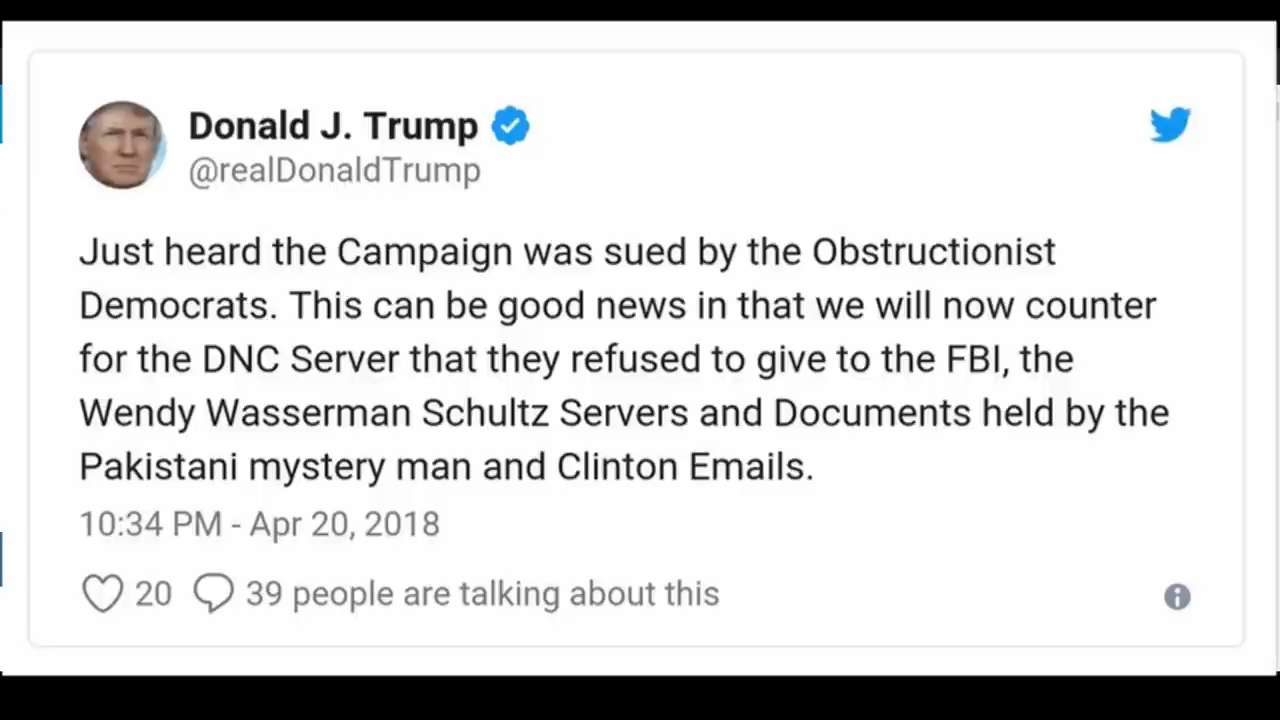 Donald J. Trump
@realDonaldTrump
Just heard the Campaign was sued by the Obstructionist
Democrats. This can be good news in that we will now counter
for the DNC Server that they refused to give to the FBI, the
Wendy Wasserman Schultz Servers and Documents held by the
Pakistani mystery man and Clinton Emails.
10:34 PM - Apr 20, 2018
20 39 people are talking about this